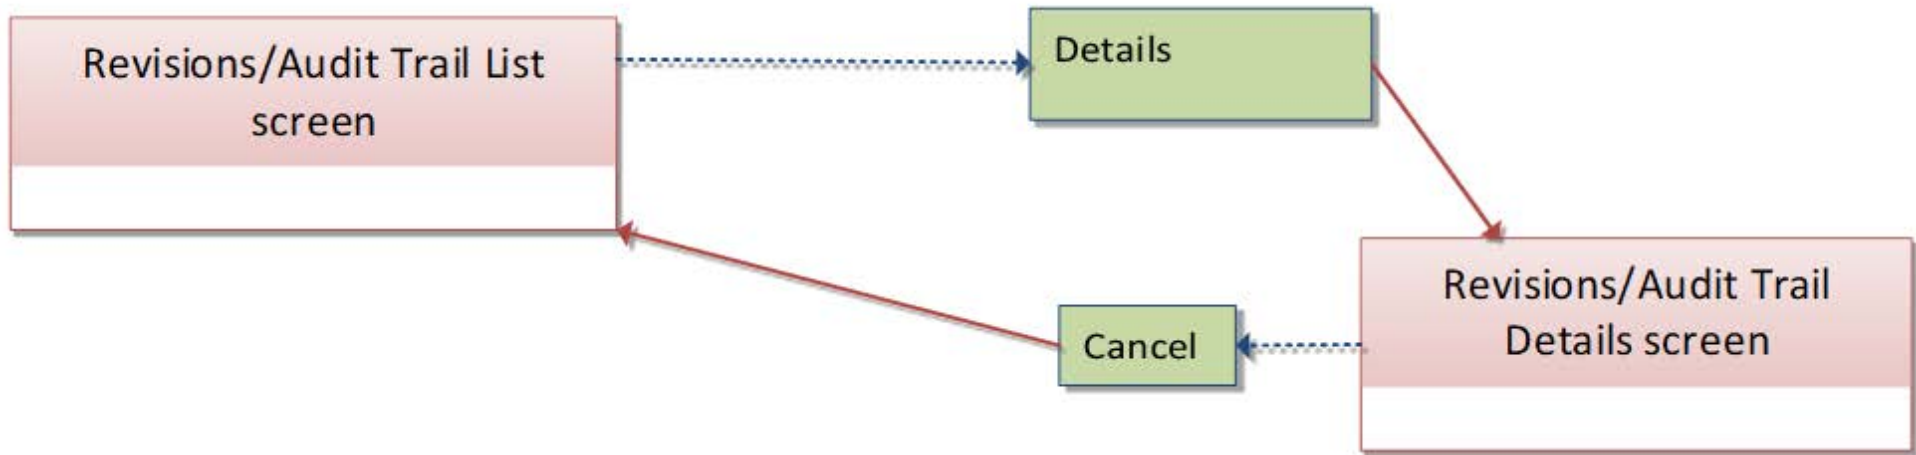 Revisions/Audit Trail List
screen
Details
Revisions/Audit Trail
Details screen
Cancel